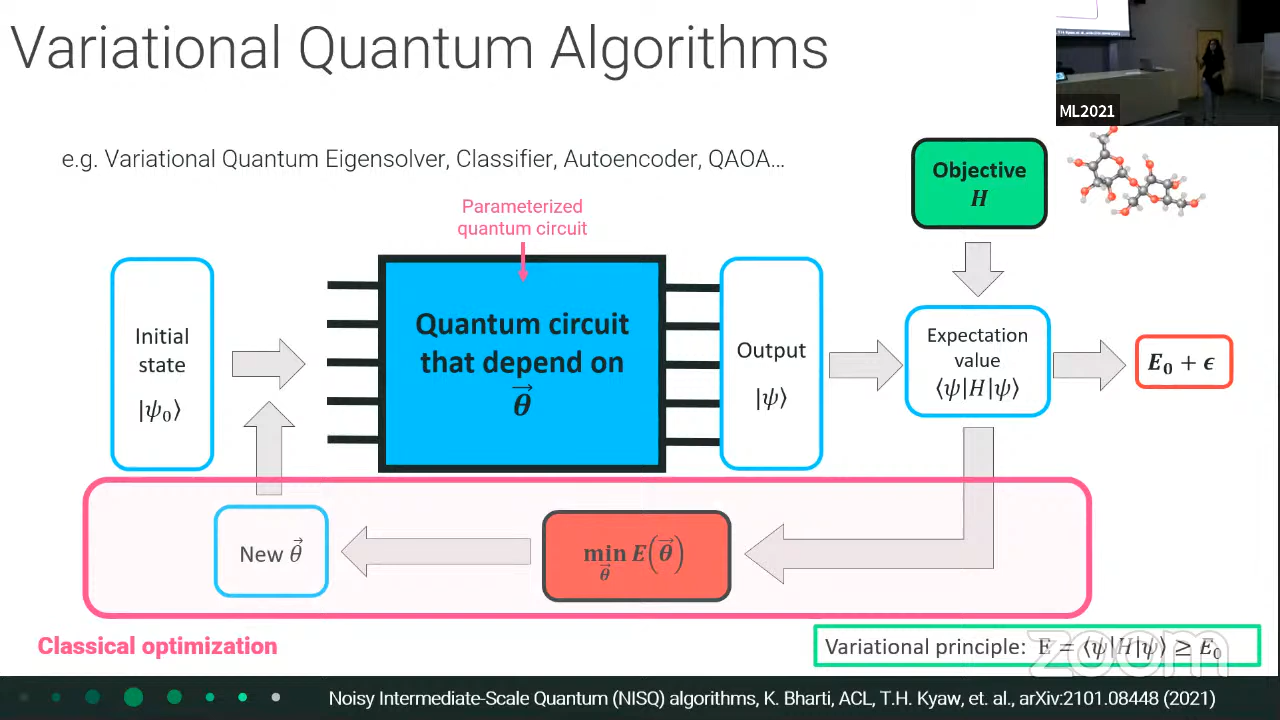 Variational Quantum Algorithms
ML2021
e.g. Variational Quantum Eigensolver, Classifier, Autoencoder, QAOA…
Objective
H
Parameterized
quantum circuit
Initial
state
|ψ₀⟩
Quantum circuit
that depend on
θ⃗
Output
|ψ⟩
Expectation
value
⟨ψ|H|ψ⟩
E₀ + ϵ
New θ⃗
min E(θ⃗)
θ⃗
Classical optimization
Variational principle: E = ⟨ψ|H|ψ⟩ ≥ E₀
zoom
Noisy Intermediate-Scale Quantum (NISQ) algorithms, K. Bharti, ACL, T.H. Kyaw, et. al., arXiv:2101.08448 (2021)